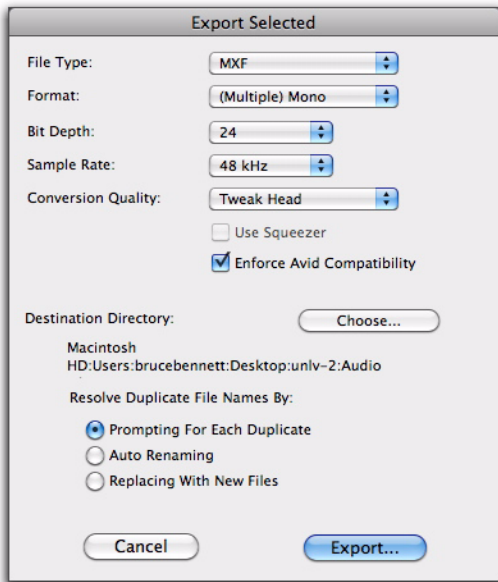 Export Selected
File Type: MXF
Format: (Multiple) Mono
Bit Depth: 24
Sample Rate: 48 kHz
Conversion Quality: Tweak Head
Use Squeezer
Enforce Avid Compatibility
Destination Directory: Choose...
Macintosh
HD:Users:brucebennett:Desktop:unlv-2:Audio
Resolve Duplicate File Names By:
Prompting For Each Duplicate
Auto Renaming
Replacing With New Files
Cancel Export...